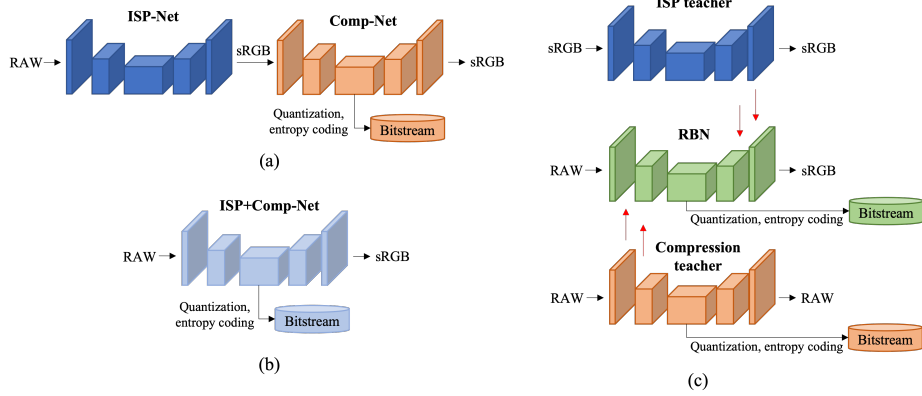 ISP-Net
Comp-Net
RAW
sRGB
sRGB
Quantization,
entropy coding
Bitstream
(a)
ISP+Comp-Net
RAW
sRGB
Quantization,
entropy coding
Bitstream
(b)
ISP teacher
sRGB
sRGB
RBN
RAW
sRGB
Quantization, entropy coding
Bitstream
Compression
teacher
RAW
RAW
Quantization, entropy coding
Bitstream
(c)